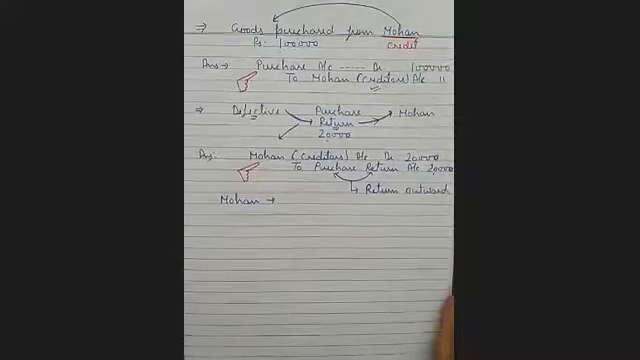 ⇒ Goods purchased from Mohan
Rs: 100000 credit
Ans → Purchase A/c ----- Dr 100000
To Mohan (creditors) A/c 11
⇒ Defective Purchase Return → Mohan
20000
Ans: Mohan (creditors) A/c Dr 20000
To Purchase Return A/c 20000
↳ Return outward
Mohan →